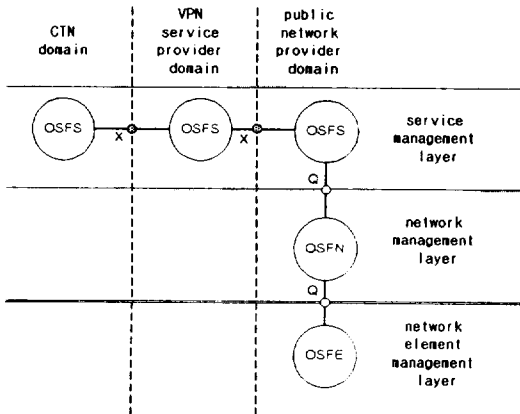 CTN
domain
VPN
service
provider
domain
public
network
provider
domain
OSFS
X
OSFS
X
OSFS
service
management
layer
Q
OSFN
network
management
layer
Q
OSFE
network
element
management
layer